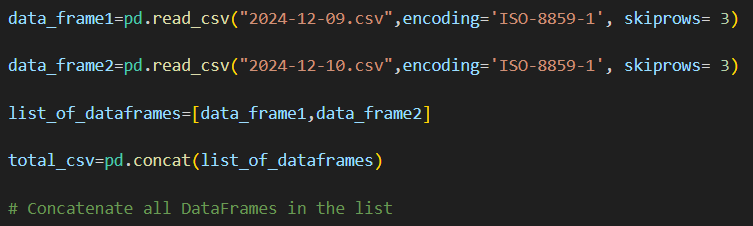 data_frame1=pd.read_csv("2024-12-09.csv",encoding='ISO-8859-1', skiprows= 3)
data_frame2=pd.read_csv("2024-12-10.csv",encoding='ISO-8859-1', skiprows= 3)
list_of_dataframes=[data_frame1,data_frame2]
total_csv=pd.concat(list_of_dataframes)
# Concatenate all DataFrames in the list